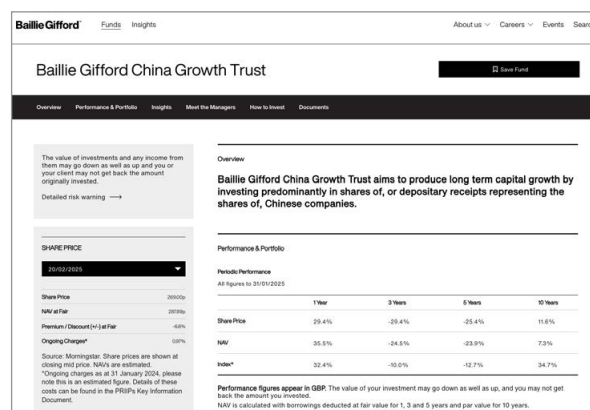 Baillie Gifford Funds Insights About us Careers Events Search
Baillie Gifford China Growth Trust Save Fund
Overview Performance & Portfolio Insights Meet the Managers How to Invest Documents
The value of investments and any income from
them may go down as well as up and you or
your client may not get back the amount
originally invested.
Detailed risk warning
SHARE PRICE
20/02/2025
Share Price
NAV at Fair
Premium / Discount (+/-) at Fair -6.6%
Ongoing Charges* 0.97%
Source: Morningstar. Share prices are shown at
closing mid price. NAVs are estimated.
*Ongoing charges as at 31 January 2024, please
note this is an estimated figure. Details of these
costs can be found in the PRIIPs Key Information
Document.
Overview
Baillie Gifford China Growth Trust aims to produce long term capital growth by
investing predominantly in shares of, or depositary receipts representing the
shares of, Chinese companies.
Performance & Portfolio
Periodic Performance
All figures to 31/01/2025
1 Year 3 Years 5 Years 10 Years
Share Price 29.4% -29.4% -25.4% 11.6%
NAV 35.5% -24.5% -23.9% 7.3%
Index* 32.4% -10.0% -12.7% 34.7%
Performance figures appear in GBP. The value of your investment may go down as well as up, and you may not get
back the amount you invested.
NAV is calculated with borrowings deducted at fair value for 1, 3 and 5 years and par value for 10 years.